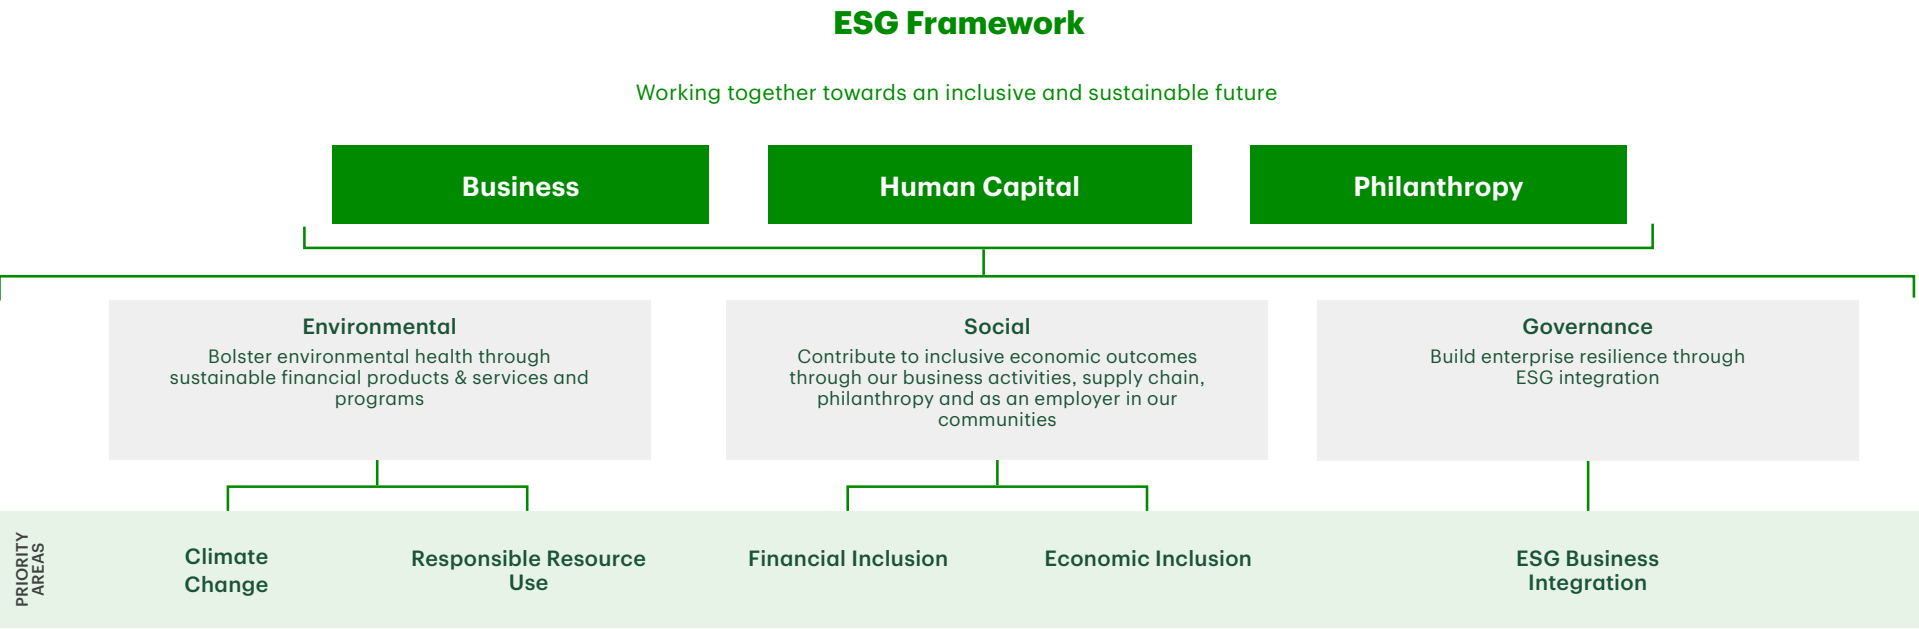 ESG Framework
Working together towards an inclusive and sustainable future
Business
Human Capital
Philanthropy
Environmental
Bolster environmental health through
sustainable financial products & services and
programs
Social
Contribute to inclusive economic outcomes
through our business activities, supply chain,
philanthropy and as an employer in our
communities
Governance
Build enterprise resilience through
ESG integration
PRIORITY
AREAS
Climate
Change
Responsible Resource
Use
Financial Inclusion
Economic Inclusion
ESG Business
Integration